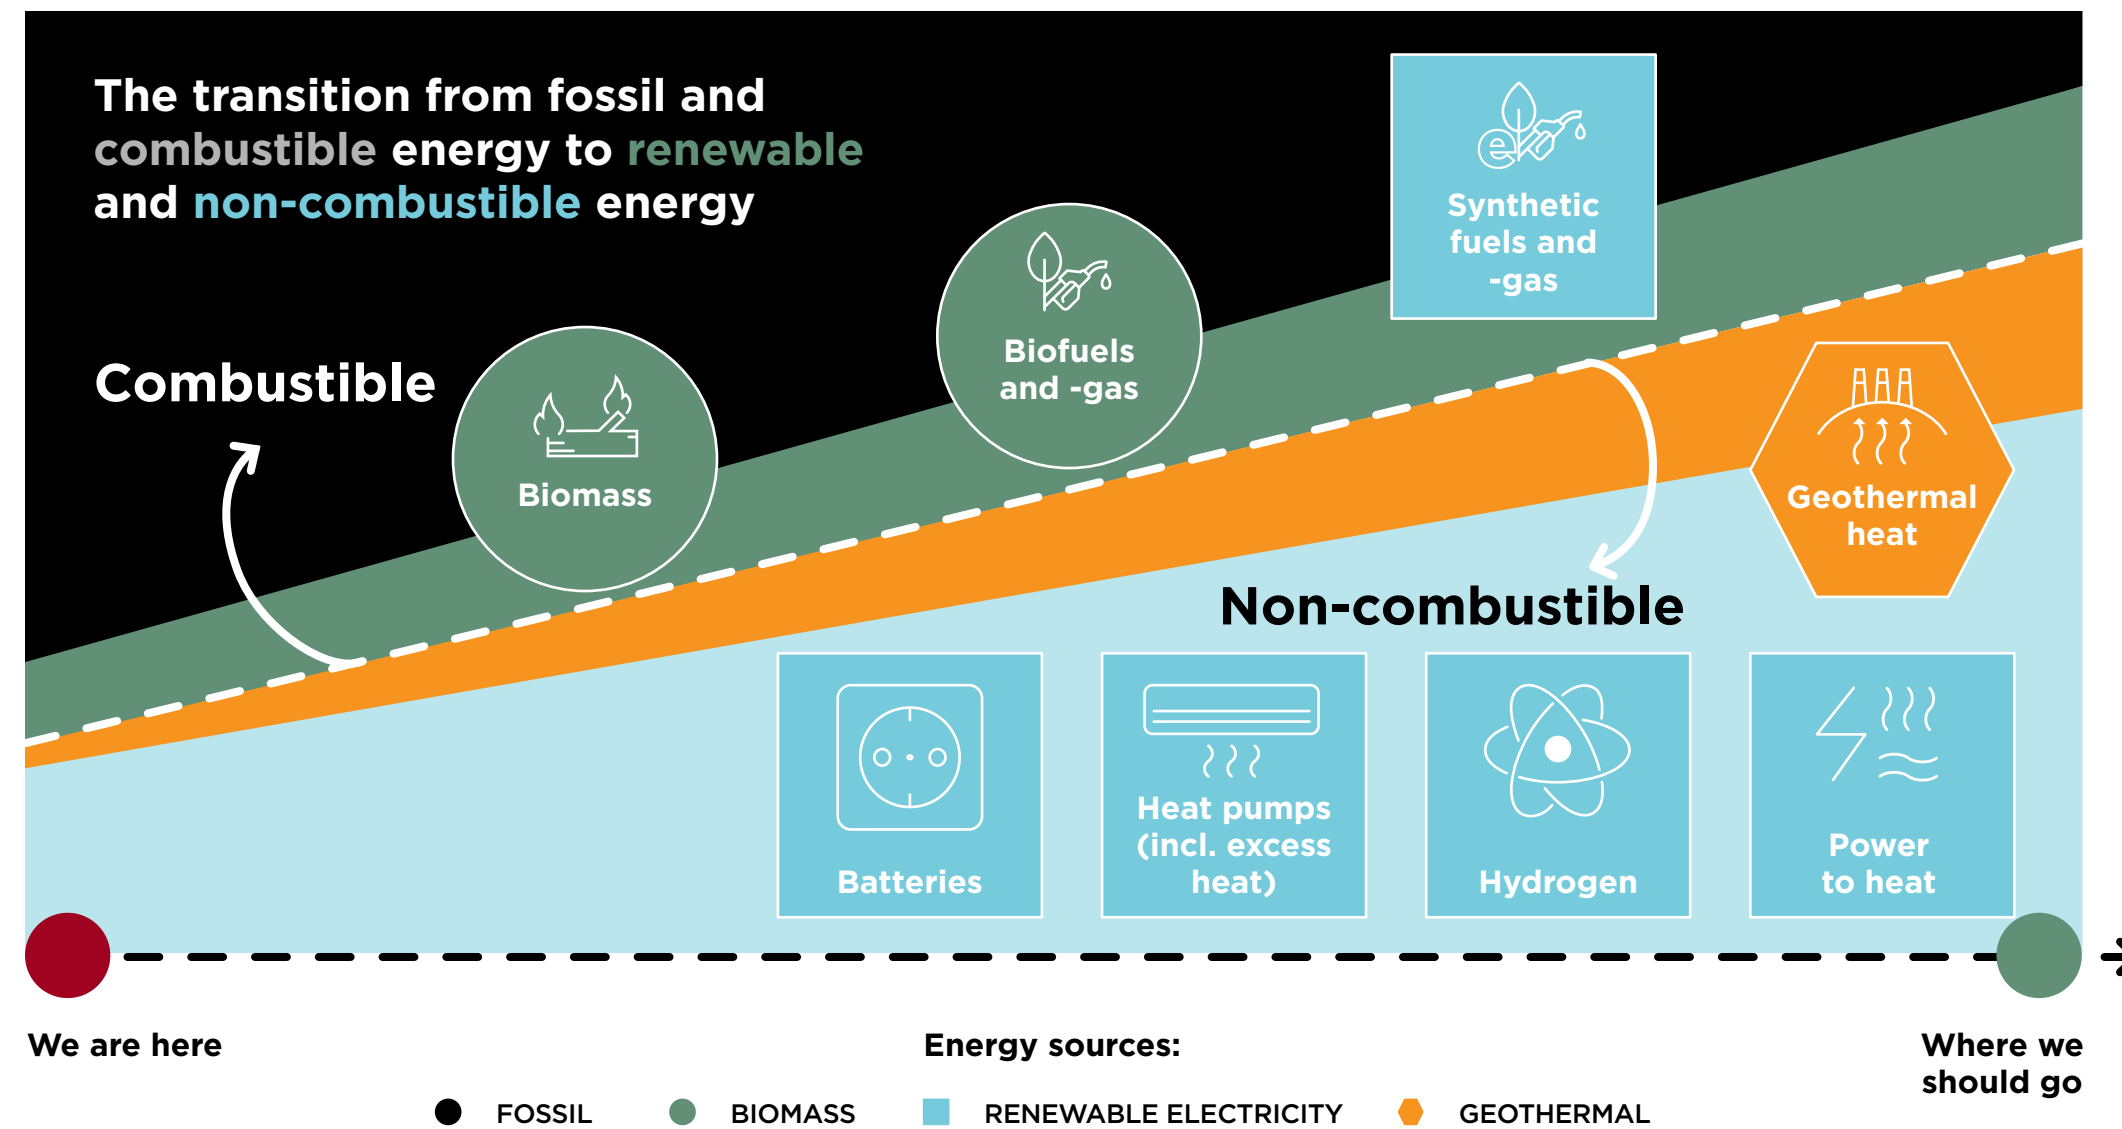 The transition from fossil and
combustible energy to renewable
and non-combustible energy
Synthetic
fuels and
-gas
Biofuels
and -gas
Combustible
Biomass
Geothermal
heat
Non-combustible
Batteries
Heat pumps
(incl. excess
heat)
Hydrogen
Power
to heat
We are here
Energy sources:
Where we
should go
FOSSIL
BIOMASS
RENEWABLE ELECTRICITY
GEOTHERMAL